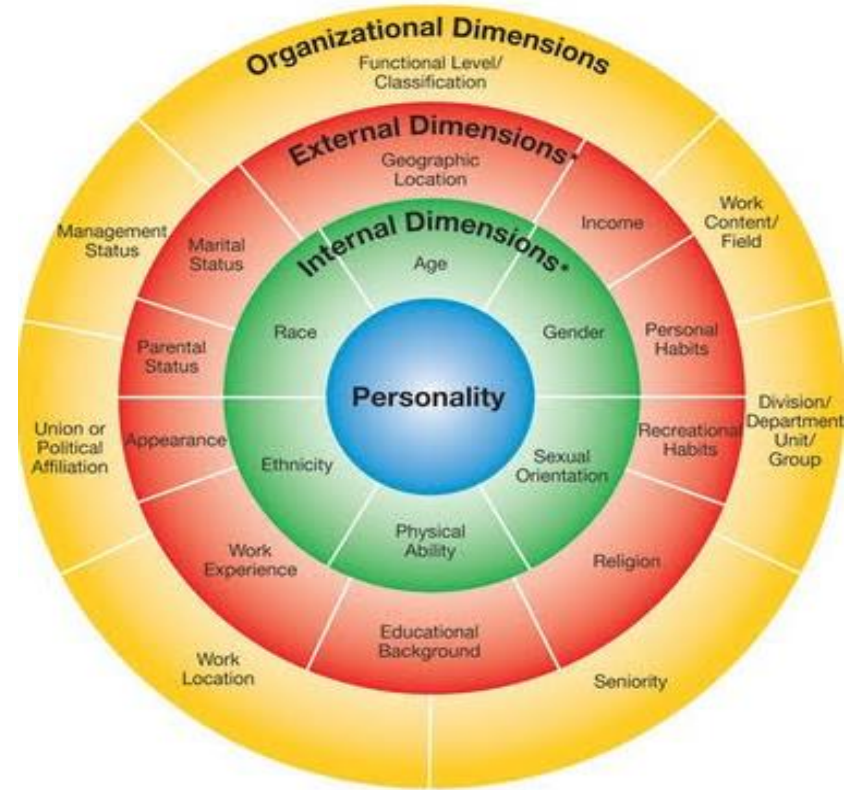 Organizational Dimensions
Functional Level/
Classification
Work
Content/
Field
Division/
Department
Unit/
Group
Seniority
Work
Location
Union or
Political
Affiliation
Management
Status
External Dimensions*
Geographic
Location
Income
Personal
Habits
Recreational
Habits
Religion
Educational
Background
Work
Experience
Appearance
Parental
Status
Marital
Status
Internal Dimensions*
Age
Gender
Sexual
Orientation
Physical
Ability
Ethnicity
Race
Personality